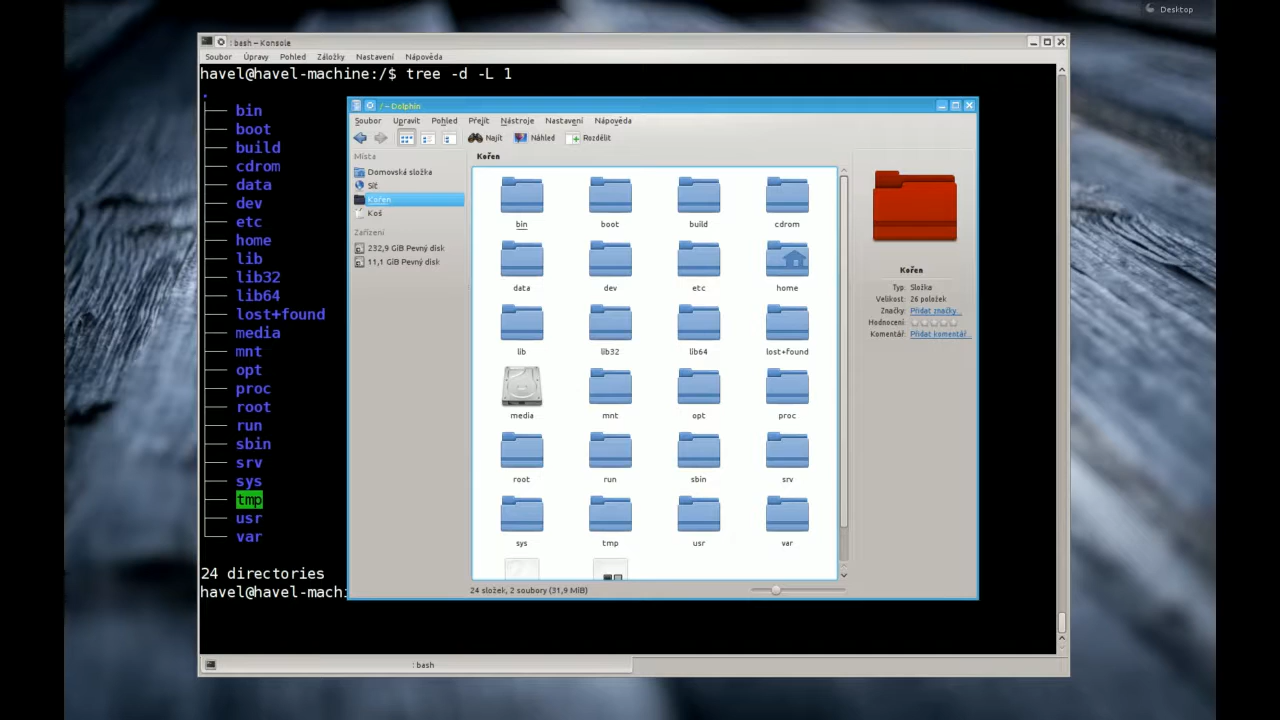 Desktop
: bash – Konsole
Soubor Úpravy Pohled Záložky Nastavení Nápověda
havel@havel-machine:/$ tree -d -L 1
.
├── bin
├── boot
├── build
├── cdrom
├── data
├── dev
├── etc
├── home
├── lib
├── lib32
├── lib64
├── lost+found
├── media
├── mnt
├── opt
├── proc
├── root
├── run
├── sbin
├── srv
├── sys
├── tmp
├── usr
└── var
24 directories
havel@havel-machi
: bash
/ – Dolphin
Soubor Upravit Pohled Přejít Nástroje Nastavení Nápověda
Najít Náhled Rozdělit
Místa
Domovská složka
Síť
Kořen
Koš
Zařízení
232,9 GiB Pevný disk
11,1 GiB Pevný disk
Kořen
bin boot build cdrom
data dev etc home
lib lib32 lib64 lost+found
media mnt opt proc
root run sbin srv
sys tmp usr var
24 složek, 2 soubory (31,9 MiB)
Kořen
Typ: Složka
Velikost: 26 položek
Značky: Přidat značky...
Hodnocení:
Komentář: Přidat komentář...